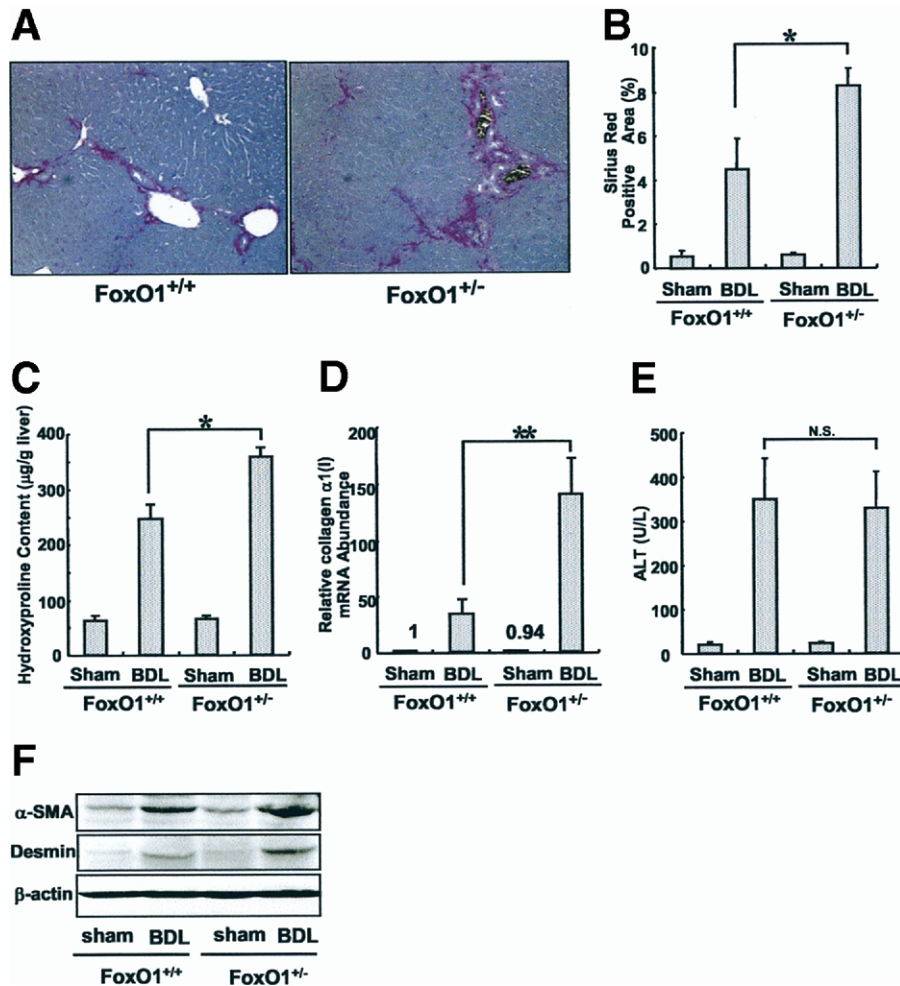 A
FoxO1+/+
FoxO1+/-
B
Sirius Red
Positive Area (%)
10
8
6
4
2
0
*
Sham BDL Sham BDL
FoxO1+/+ FoxO1+/-
C
Hydroxyproline Content (µg/g liver)
400
300
200
100
0
*
Sham BDL Sham BDL
FoxO1+/+ FoxO1+/-
D
Relative collagen α1(I)
mRNA Abundance
200
150
100
50
0
**
1
0.94
Sham BDL Sham BDL
FoxO1+/+ FoxO1+/-
E
ALT (U/L)
500
400
300
200
100
0
N.S.
Sham BDL Sham BDL
FoxO1+/+ FoxO1+/-
F
α-SMA
Desmin
β-actin
sham BDL sham BDL
FoxO1+/+ FoxO1+/-